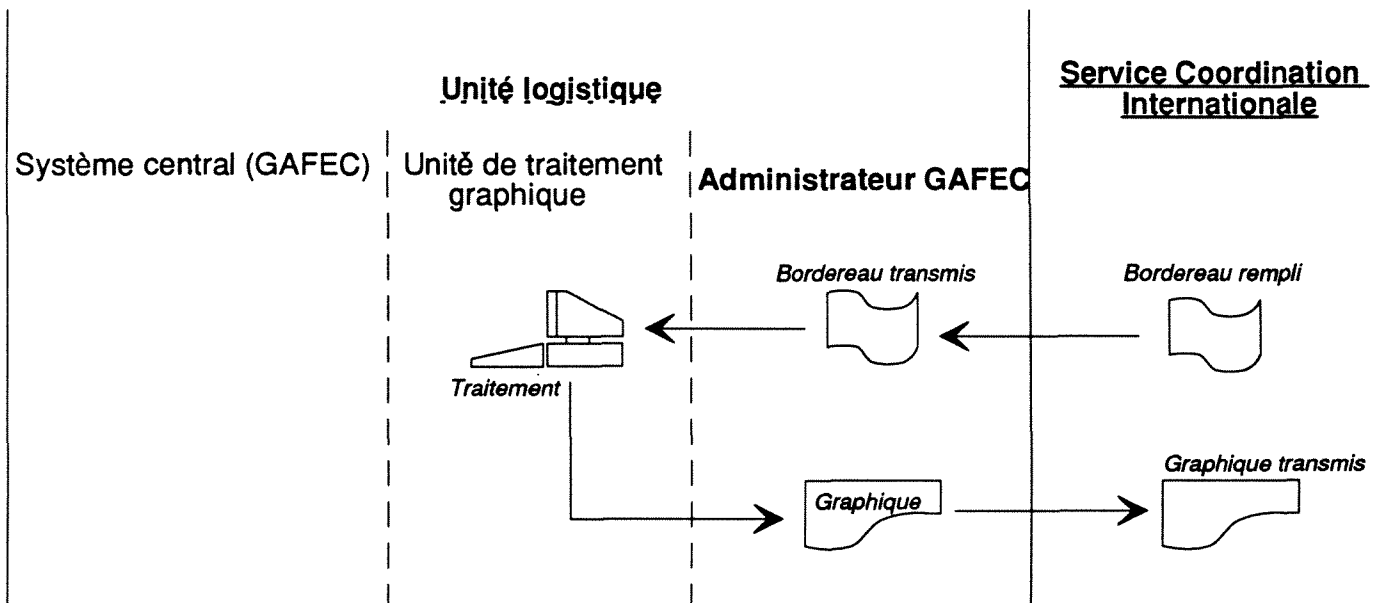 Unité logistique
Service Coordination
Internationale
Système central (GAFEC)
Unité de traitement
graphique
Administrateur GAFEC
Bordereau transmis
Bordereau rempli
Traitement
Graphique
Graphique transmis